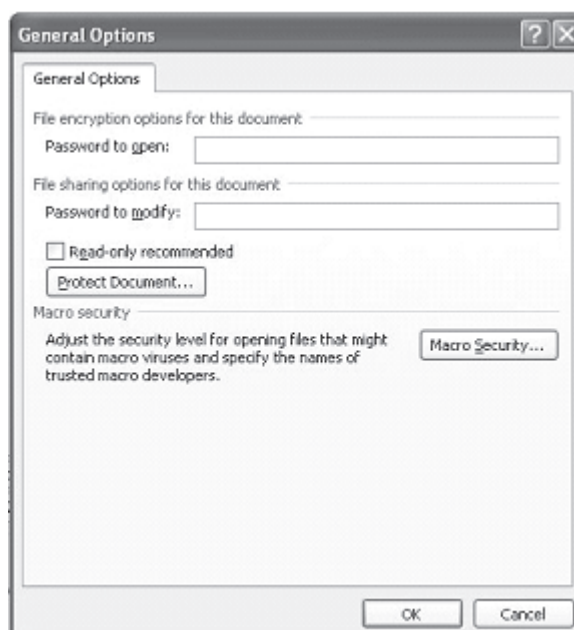 General Options
General Options
File encryption options for this document
Password to open:
File sharing options for this document
Password to modify:
Read-only recommended
Protect Document...
Macro security
Adjust the security level for opening files that might
contain macro viruses and specify the names of
trusted macro developers.
Macro Security...
OK
Cancel